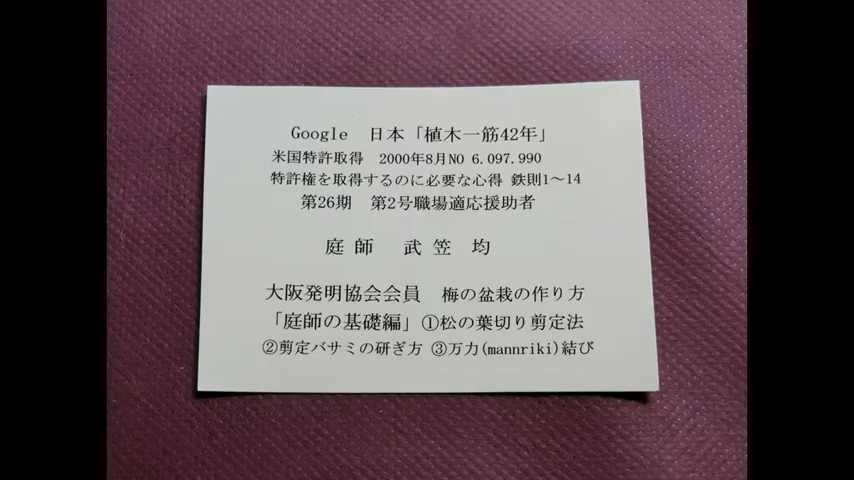 Google 日本「植木一筋42年」
米国特許取得 2000年8月NO 6.097.990
特許権を取得するのに必要な心得 鉄則1～14
第26期 第2号職場適応援助者
庭師 武笠 均
大阪発明協会会員 梅の盆栽の作り方
「庭師の基礎編」①松の葉切り剪定法
②剪定バサミの研ぎ方 ③万力(mannriki)結び